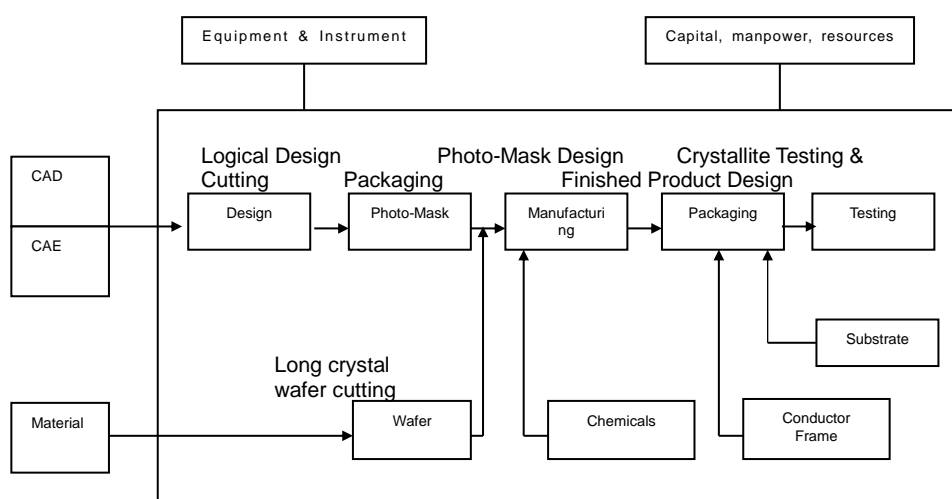 Equipment & Instrument
Capital, manpower, resources
Logical Design
Photo-Mask Design
Crystallite Testing &
Cutting
Packaging
Finished Product Design
CAD
CAE
Design
Photo-Mask
Manufacturi
ng
Packaging
Testing
Substrate
Long crystal
wafer cutting
Material
Wafer
Chemicals
Conductor
Frame